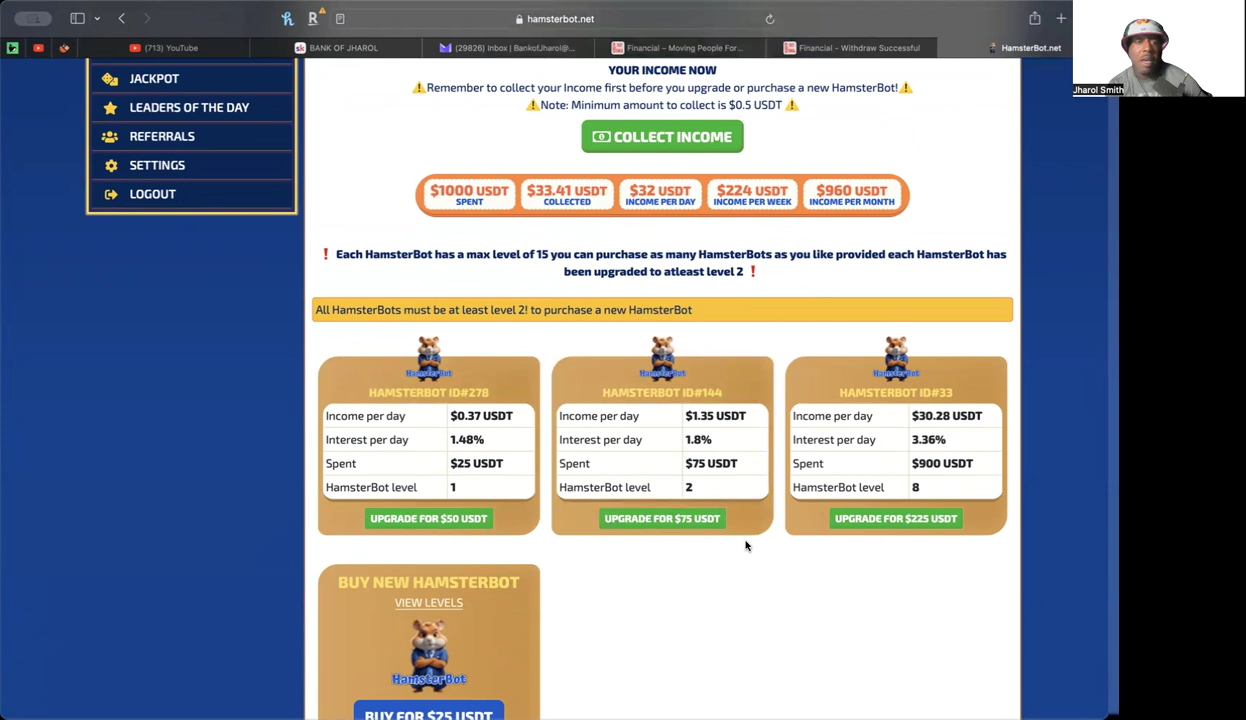 hamsterbot.net
(713) YouTube
BANK OF JHAROL
(29826) Inbox | BankofJharol@...
Financial – Moving People For...
Financial - Withdraw Successful
HamsterBot.net
Jharol Smith
JACKPOT
LEADERS OF THE DAY
REFERRALS
SETTINGS
LOGOUT
YOUR INCOME NOW
⚠️Remember to collect your Income first before you upgrade or purchase a new HamsterBot!⚠️
⚠️Note: Minimum amount to collect is $0.5 USDT ⚠️
COLLECT INCOME
$1000 USDT $33.41 USDT $32 USDT $224 USDT $960 USDT
SPENT COLLECTED INCOME PER DAY INCOME PER WEEK INCOME PER MONTH
❗ Each HamsterBot has a max level of 15 you can purchase as many HamsterBots as you like provided each HamsterBot has
been upgraded to atleast level 2 ❗
All HamsterBots must be at least level 2! to purchase a new HamsterBot
HamsterBot
HAMSTERBOT ID#278
Income per day $0.37 USDT
Interest per day 1.48%
Spent $25 USDT
HamsterBot level 1
UPGRADE FOR $50 USDT
HamsterBot
HAMSTERBOT ID#144
Income per day $1.35 USDT
Interest per day 1.8%
Spent $75 USDT
HamsterBot level 2
UPGRADE FOR $75 USDT
HamsterBot
HAMSTERBOT ID#33
Income per day $30.28 USDT
Interest per day 3.36%
Spent $900 USDT
HamsterBot level 8
UPGRADE FOR $225 USDT
BUY NEW HAMSTERBOT
VIEW LEVELS
HamsterBot
BUY FOR $25 USDT